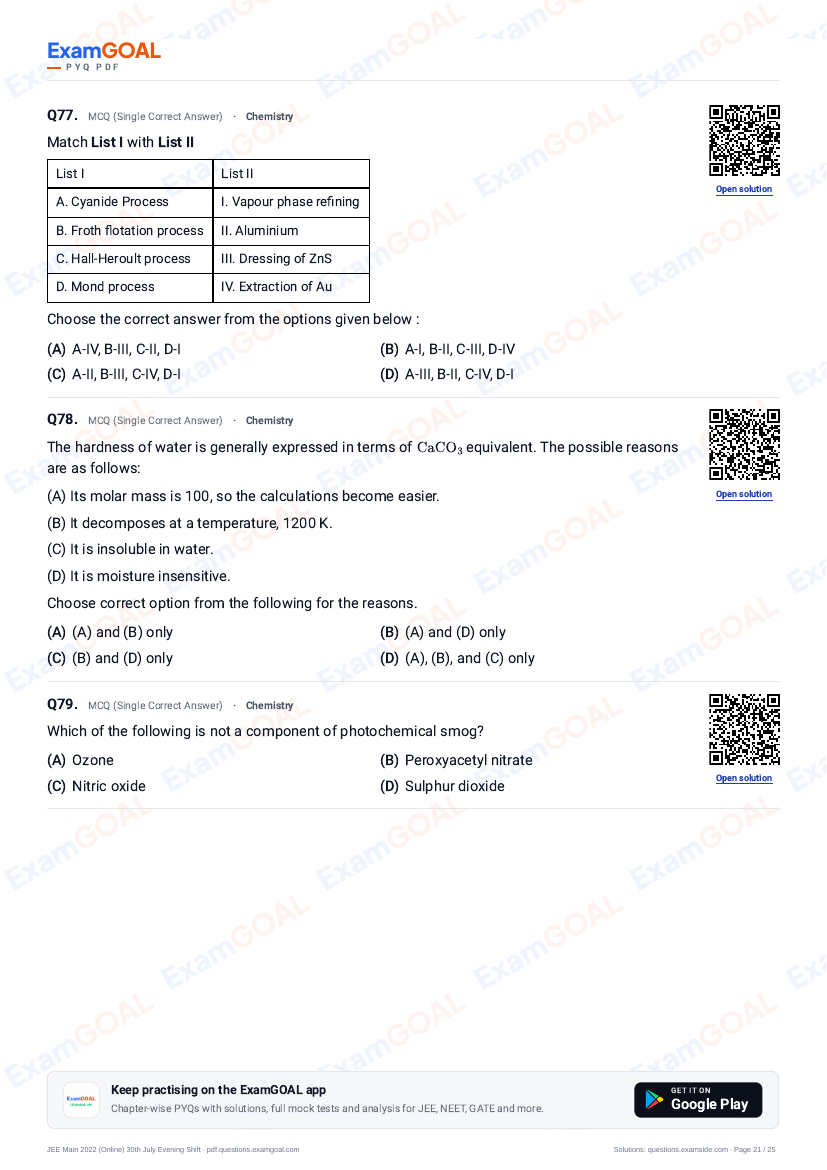 ExamGOAL
PYQ PDF
Q77. MCQ (Single Correct Answer) · Chemistry
Match List I with List II
List I List II
A. Cyanide Process I. Vapour phase refining
B. Froth flotation process II. Aluminium
C. Hall-Heroult process III. Dressing of ZnS
D. Mond process IV. Extraction of Au
Open solution
Choose the correct answer from the options given below :
(A) A-IV, B-III, C-II, D-I (B) A-I, B-II, C-III, D-IV
(C) A-II, B-III, C-IV, D-I (D) A-III, B-II, C-IV, D-I
Q78. MCQ (Single Correct Answer) · Chemistry
The hardness of water is generally expressed in terms of CaCO₃ equivalent. The possible reasons
are as follows:
(A) Its molar mass is 100, so the calculations become easier.
Open solution
(B) It decomposes at a temperature, 1200 K.
(C) It is insoluble in water.
(D) It is moisture insensitive.
Choose correct option from the following for the reasons.
(A) (A) and (B) only (B) (A) and (D) only
(C) (B) and (D) only (D) (A), (B), and (C) only
Q79. MCQ (Single Correct Answer) · Chemistry
Which of the following is not a component of photochemical smog?
(A) Ozone (B) Peroxyacetyl nitrate
(C) Nitric oxide (D) Sulphur dioxide
Open solution
Keep practising on the ExamGOAL app
Chapter-wise PYQs with solutions, full mock tests and analysis for JEE, NEET, GATE and more.
GET IT ON
Google Play
JEE Main 2022 (Online) 30th July Evening Shift · pdf.questions.examgoal.com
Solutions: questions.examside.com · Page 21 / 25